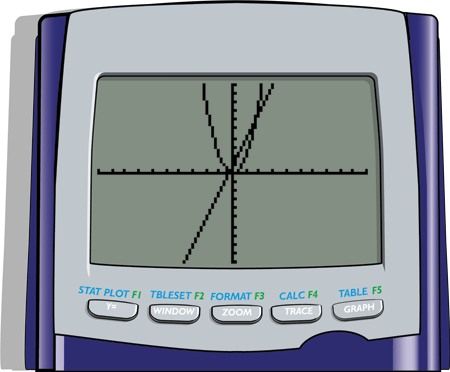 STAT PLOT F1 TBLESET F2 FORMAT F3 CALC F4 TABLE F5
Y= WINDOW ZOOM TRACE GRAPH